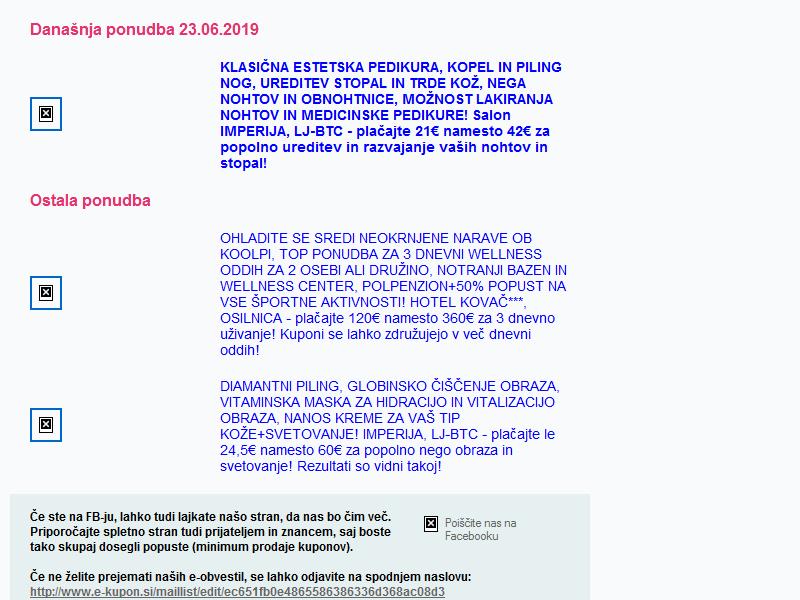 Današnja ponudba 23.06.2019
KLASIČNA ESTETSKA PEDIKURA, KOPEL IN PILING
NOG, UREDITEV STOPAL IN TRDE KOŽ, NEGA
NOHTOV IN OBNOHTNICE, MOŽNOST LAKIRANJA
NOHTOV IN MEDICINSKE PEDIKURE! Salon
IMPERIJA, LJ-BTC - plačajte 21€ namesto 42€ za
popolno ureditev in razvajanje vaših nohtov in
stopal!
Ostala ponudba
OHLADITE SE SREDI NEOKRNJENE NARAVE OB
KOOLPI, TOP PONUDBA ZA 3 DNEVNI WELLNESS
ODDIH ZA 2 OSEBI ALI DRUŽINO, NOTRANJI BAZEN IN
WELLNESS CENTER, POLPENZION+50% POPUST NA
VSE ŠPORTNE AKTIVNOSTI! HOTEL KOVAČ***,
OSILNICA - plačajte 120€ namesto 360€ za 3 dnevno
uživanje! Kuponi se lahko združujejo v več dnevni
oddih!
DIAMANTNI PILING, GLOBINSKO ČIŠČENJE OBRAZA,
VITAMINSKA MASKA ZA HIDRACIJO IN VITALIZACIJO
OBRAZA, NANOS KREME ZA VAŠ TIP
KOŽE+SVETOVANJE! IMPERIJA, LJ-BTC - plačajte le
24,5€ namesto 60€ za popolno nego obraza in
svetovanje! Rezultati so vidni takoj!
Če ste na FB-ju, lahko tudi lajkate našo stran, da nas bo čim več.
Priporočajte spletno stran tudi prijateljem in znancem, saj boste
tako skupaj dosegli popuste (minimum prodaje kuponov).
Poiščite nas na
Facebooku
Če ne želite prejemati naših e-obvestil, se lahko odjavite na spodnjem naslovu:
http://www.e-kupon.si/maillist/edit/ec651fb0e4865586386336d368ac08d3